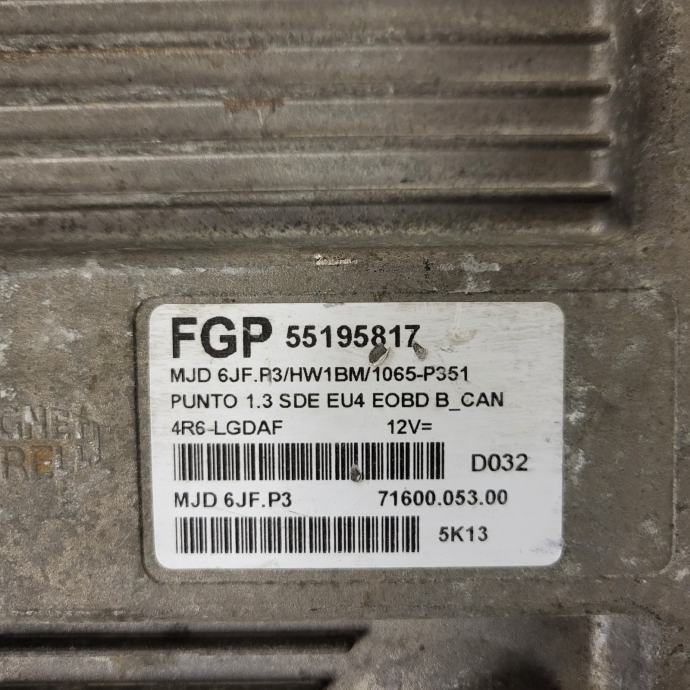 FGP 55195817
MJD 6JF.P3/HW1BM/1065-P351
PUNTO 1.3 SDE EU4 EOBD B_CAN
4R6-LGDAF 12V=
D032
MJD 6JF.P3 71600.053.00
5K13